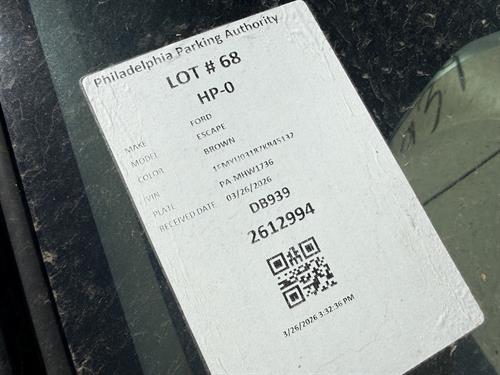 Philadelphia Parking Authority
LOT # 68
HP-0
MAKE FORD
MODEL ESCAPE
COLOR BROWN
VIN
PLATE PA-MHW1736
RECEIVED DATE 03/26/2026
DB939
2612994
3/26/2026 3:32:36 PM